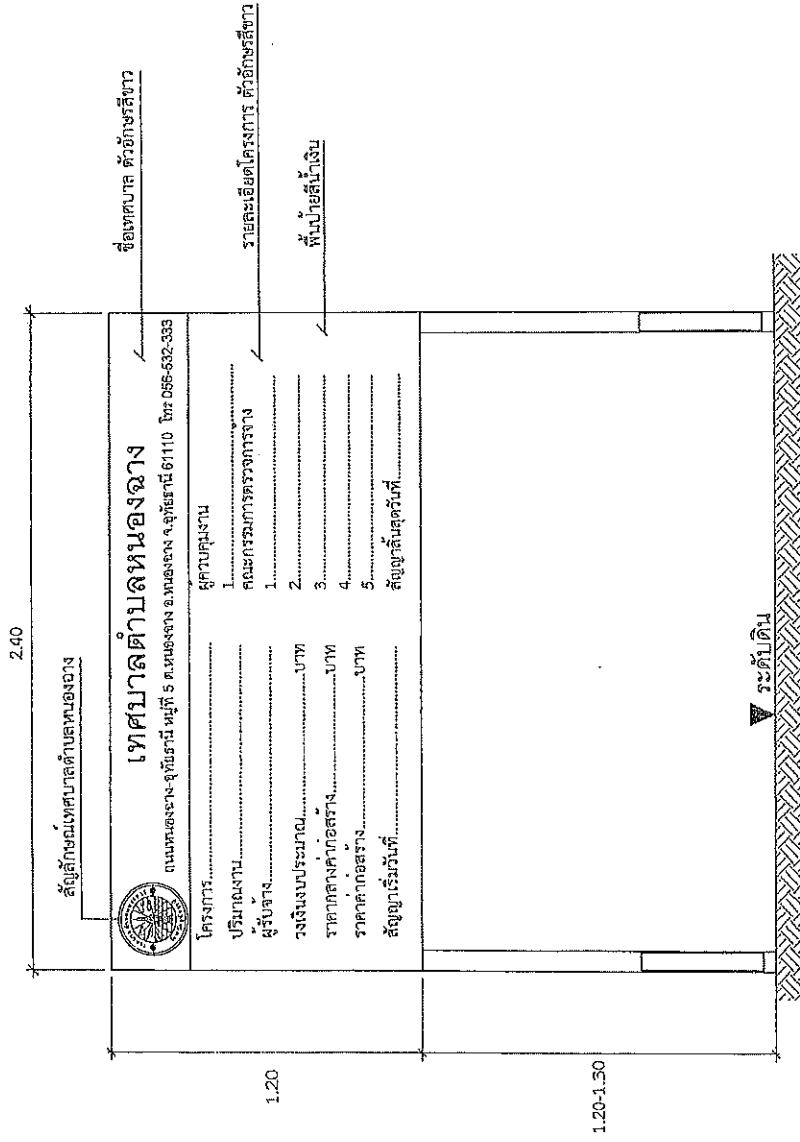 2.40
สัญลักษณ์เทศบาลตำบลหนองฉาง
เทศบาลตำบลหนองฉาง
ถนนหนองฉาง-อุทัยธานี หมู่ที่ 5 ต.หนองฉาง อ.หนองฉาง จ.อุทัยธานี 61110 โทร 056-532-333
โครงการ....................
ปริมาณงาน....................
ผู้รับจ้าง....................
วงเงินงบประมาณ....................บาท
ราคากลางค่าก่อสร้าง....................บาท
ราคาค่าก่อสร้าง....................บาท
สัญญาเริ่มวันที่....................
ผู้ควบคุมงาน
1....................
คณะกรรมการตรวจการจ้าง
1....................
2....................
3....................
4....................
5....................
สัญญาสิ้นสุดวันที่....................
ชื่อเทศบาล ตัวอักษรสีขาว
รายละเอียดโครงการ ตัวอักษรสีขาว
พื้นป้ายสีน้ำเงิน
1.20
1.20-1.30
ระดับดิน